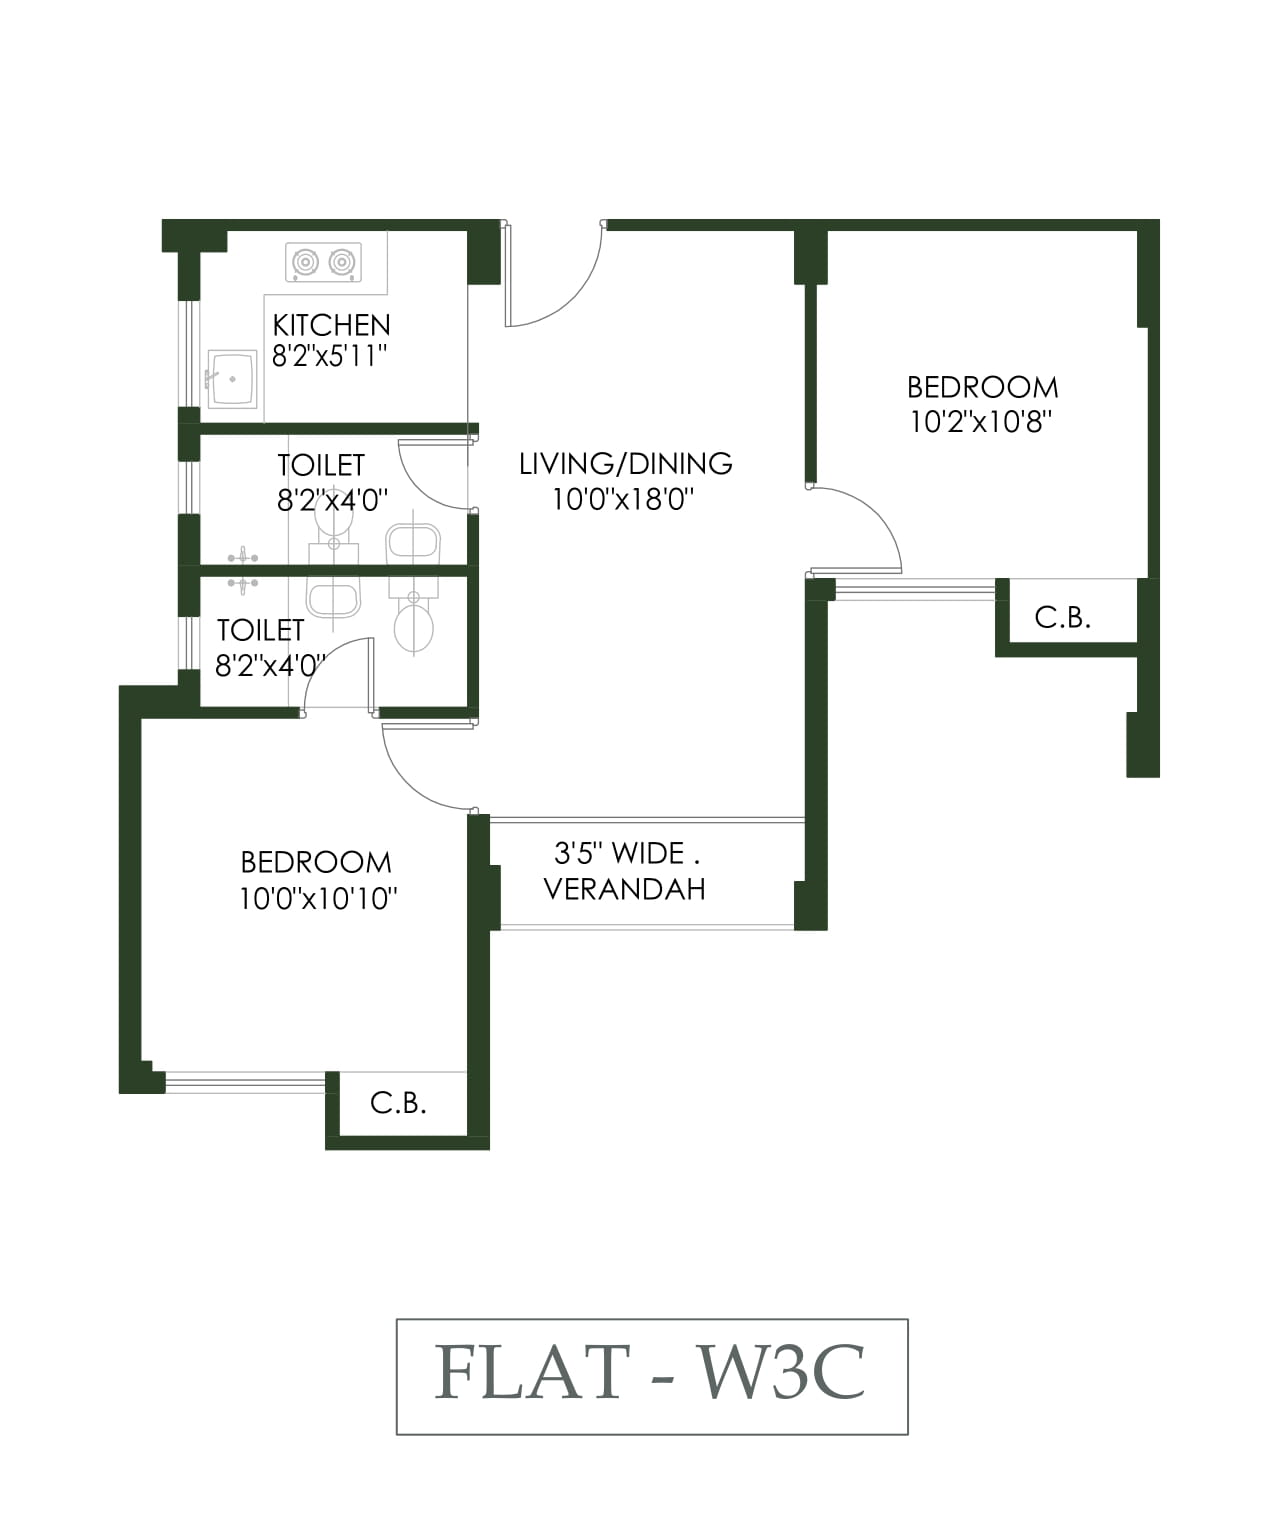 KITCHEN
8'2"x5'11"
BEDROOM
10'2"x10'8"
TOILET
8'2"x4'0"
LIVING/DINING
10'0"x18'0"
TOILET
8'2"x4'0"
C.B.
3'5" WIDE .
VERANDAH
BEDROOM
10'0"x10'10"
C.B.
FLAT - W3C